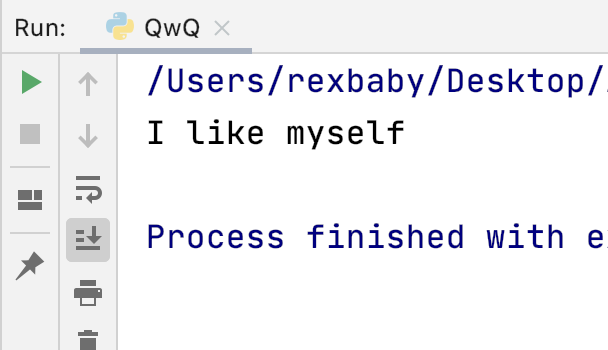 Run: QwQ
/Users/rexbaby/Desktop/
I like myself
Process finished with